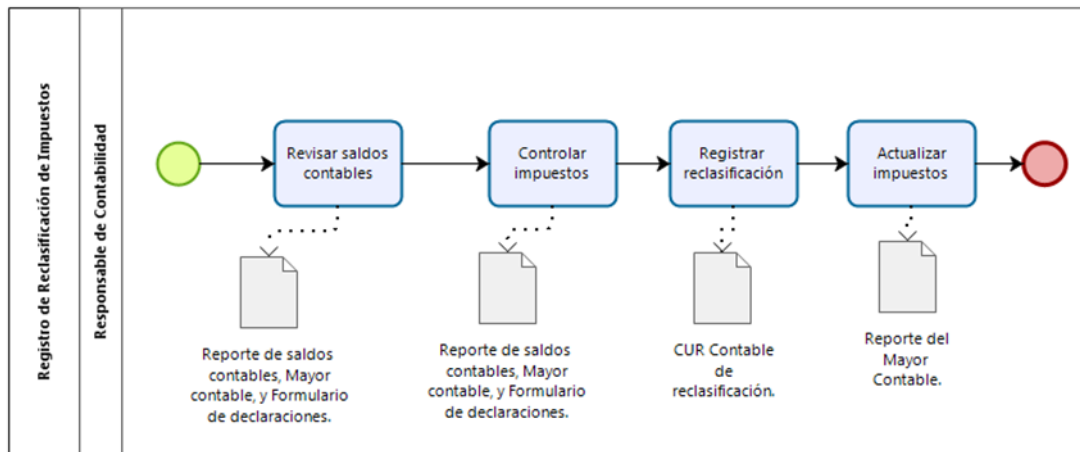 Registro de Reclasificación de Impuestos
Responsable de Contabilidad
Revisar saldos
contables
Controlar
impuestos
Registrar
reclasificación
Actualizar
impuestos
Reporte de saldos
contables, Mayor
contable, y Formulario
de declaraciones.
Reporte de saldos
contables, Mayor
contable, y Formulario
de declaraciones.
CUR Contable
de
reclasificación.
Reporte del
Mayor
Contable.